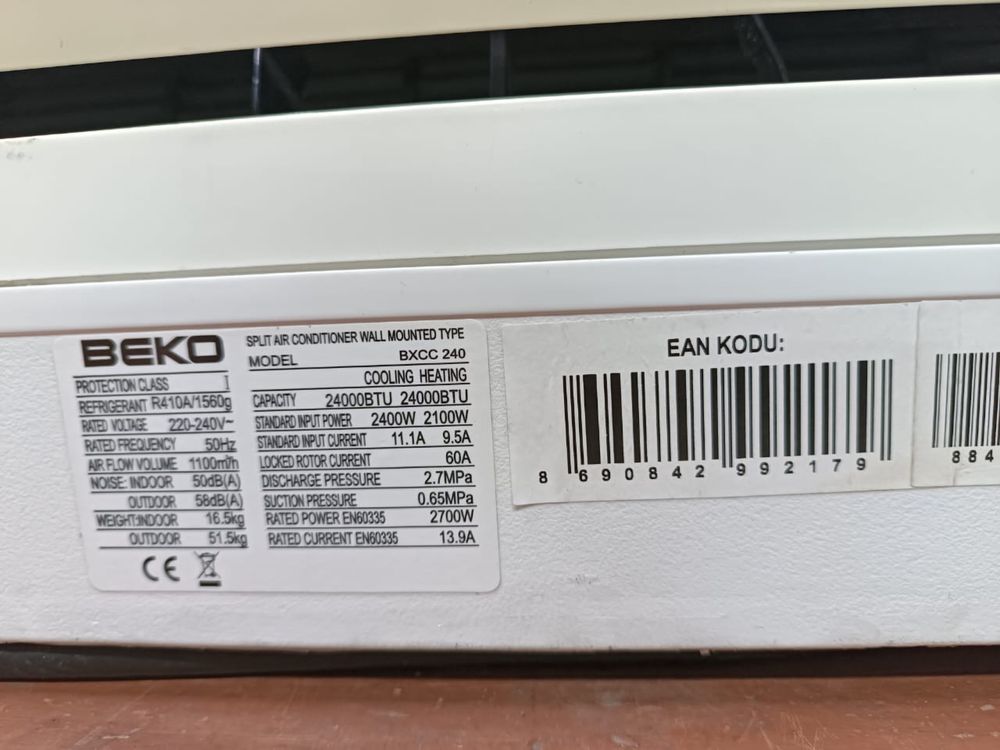 BEKO
PROTECTION CLASS I
REFRIGERANT R410A/1560g
RATED VOLTAGE 220-240V~
RATED FREQUENCY 50Hz
AIR FLOW VOLUME 1100m³/h
NOISE: INDOOR 50dB(A)
OUTDOOR 58dB(A)
WEIGHT:INDOOR 16.5kg
OUTDOOR 51.5kg
CE
SPLIT AIR CONDITIONER WALL MOUNTED TYPE
MODEL BXCC 240
COOLING HEATING
CAPACITY 24000BTU 24000BTU
STANDARD INPUT POWER 2400W 2100W
STANDARD INPUT CURRENT 11.1A 9.5A
LOCKED ROTOR CURRENT 60A
DISCHARGE PRESSURE 2.7MPa
SUCTION PRESSURE 0.65MPa
RATED POWER EN60335 2700W
RATED CURRENT EN60335 13.9A
EAN KODU:
8 690842 992179
884